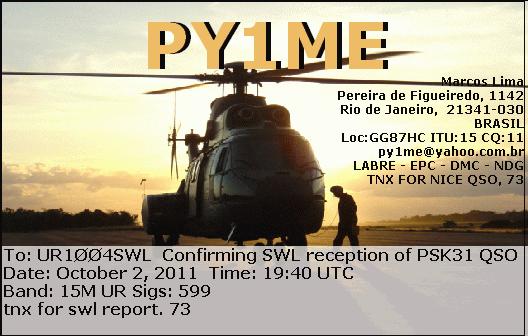 PY1ME
Marcos Lima
Pereira de Figueiredo, 1142
Rio de Janeiro, 21341-030
BRASIL
Loc:GG87HC ITU:15 CQ:11
py1me@yahoo.com.br
LABRE - EPC - DMC - NDG
TNX FOR NICE QSO, 73
To: UR1ØØ4SWL Confirming SWL reception of PSK31 QSO
Date: October 2, 2011 Time: 19:40 UTC
Band: 15M UR Sigs: 599
tnx for swl report. 73